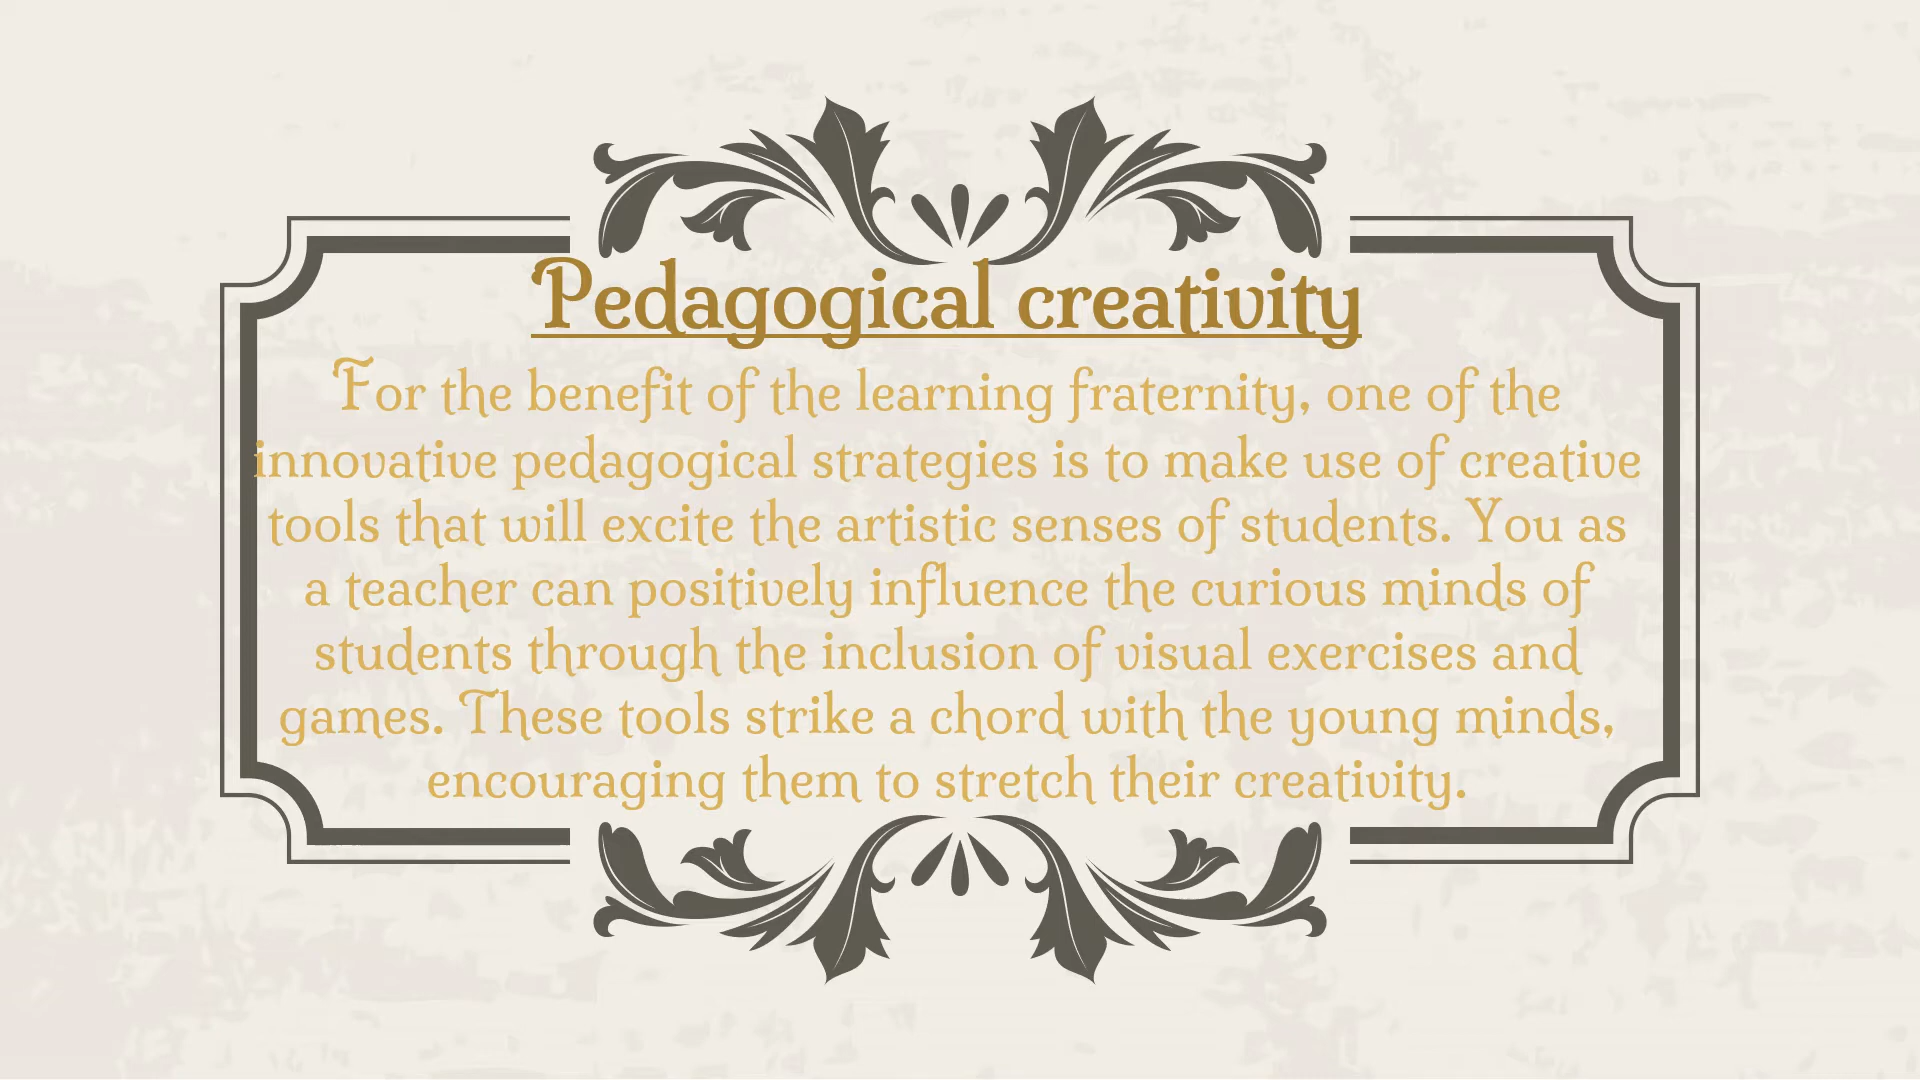 Pedagogical creativity
For the benefit of the learning fraternity, one of the
innovative pedagogical strategies is to make use of creative
tools that will excite the artistic senses of students. You as
a teacher can positively influence the curious minds of
students through the inclusion of visual exercises and
games. These tools strike a chord with the young minds,
encouraging them to stretch their creativity.